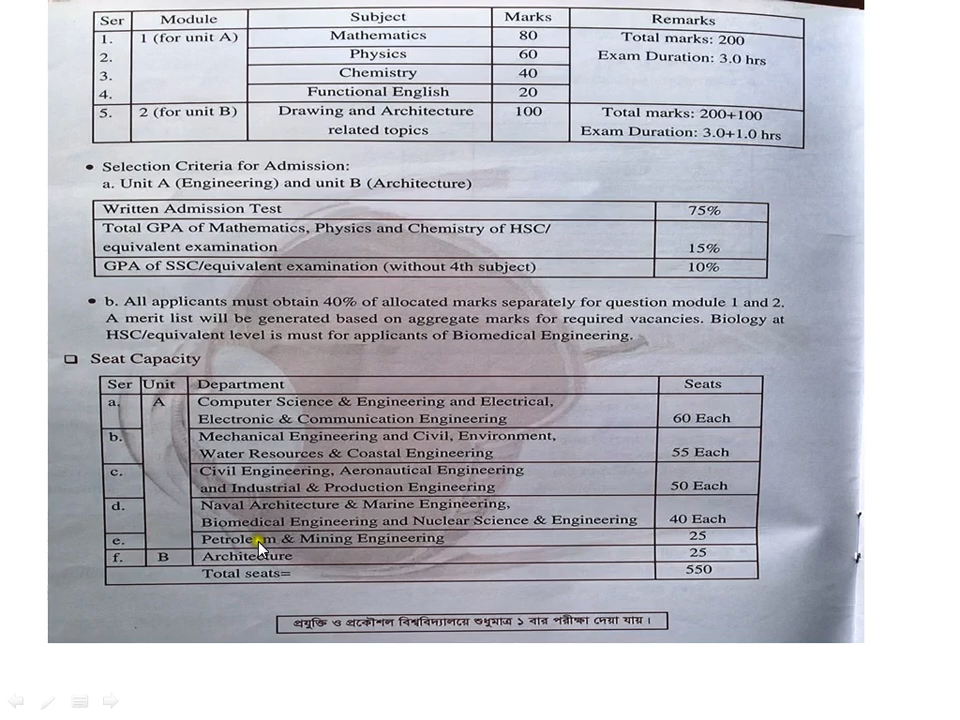 Ser Module Subject Marks Remarks
1. 1 (for unit A) Mathematics 80 Total marks: 200
2. Physics 60 Exam Duration: 3.0 hrs
3. Chemistry 40
4. Functional English 20
5. 2 (for unit B) Drawing and Architecture 100 Total marks: 200+100
related topics Exam Duration: 3.0+1.0 hrs
• Selection Criteria for Admission:
a. Unit A (Engineering) and unit B (Architecture)
Written Admission Test 75%
Total GPA of Mathematics, Physics and Chemistry of HSC/
equivalent examination 15%
GPA of SSC/equivalent examination (without 4th subject) 10%
• b. All applicants must obtain 40% of allocated marks separately for question module 1 and 2.
A merit list will be generated based on aggregate marks for required vacancies. Biology at
HSC/equivalent level is must for applicants of Biomedical Engineering.
❑ Seat Capacity
Ser Unit Department Seats
a. A Computer Science & Engineering and Electrical,
Electronic & Communication Engineering 60 Each
b. Mechanical Engineering and Civil, Environment,
Water Resources & Coastal Engineering 55 Each
c. Civil Engineering, Aeronautical Engineering
and Industrial & Production Engineering 50 Each
d. Naval Architecture & Marine Engineering,
Biomedical Engineering and Nuclear Science & Engineering 40 Each
e. Petroleum & Mining Engineering 25
f. B Architecture 25
Total seats= 550
প্রযুক্তি ও প্রকৌশল বিশ্ববিদ্যালয়ে শুধুমাত্র ১ বার পরীক্ষা দেয়া যায়।